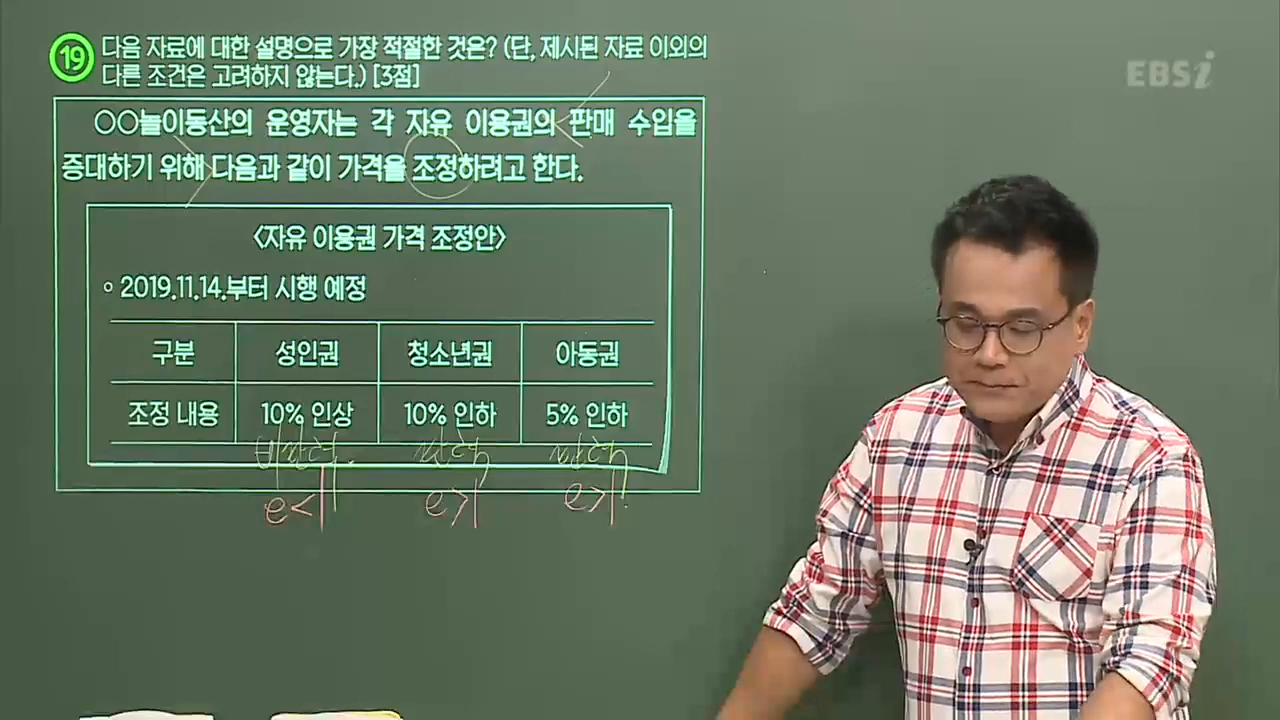 19 다음 자료에 대한 설명으로 가장 적절한 것은? (단, 제시된 자료 이외의
다른 조건은 고려하지 않는다.) [3점]
EBSi
○○놀이동산의 운영자는 각 자유 이용권의 판매 수입을
증대하기 위해 다음과 같이 가격을 조정하려고 한다.
〈자유 이용권 가격 조정안〉
○ 2019.11.14.부터 시행 예정
구분 성인권 청소년권 아동권
조정 내용 10% 인상 10% 인하 5% 인하
비탄력 탄력 탄력
e<1 e>1 e>1